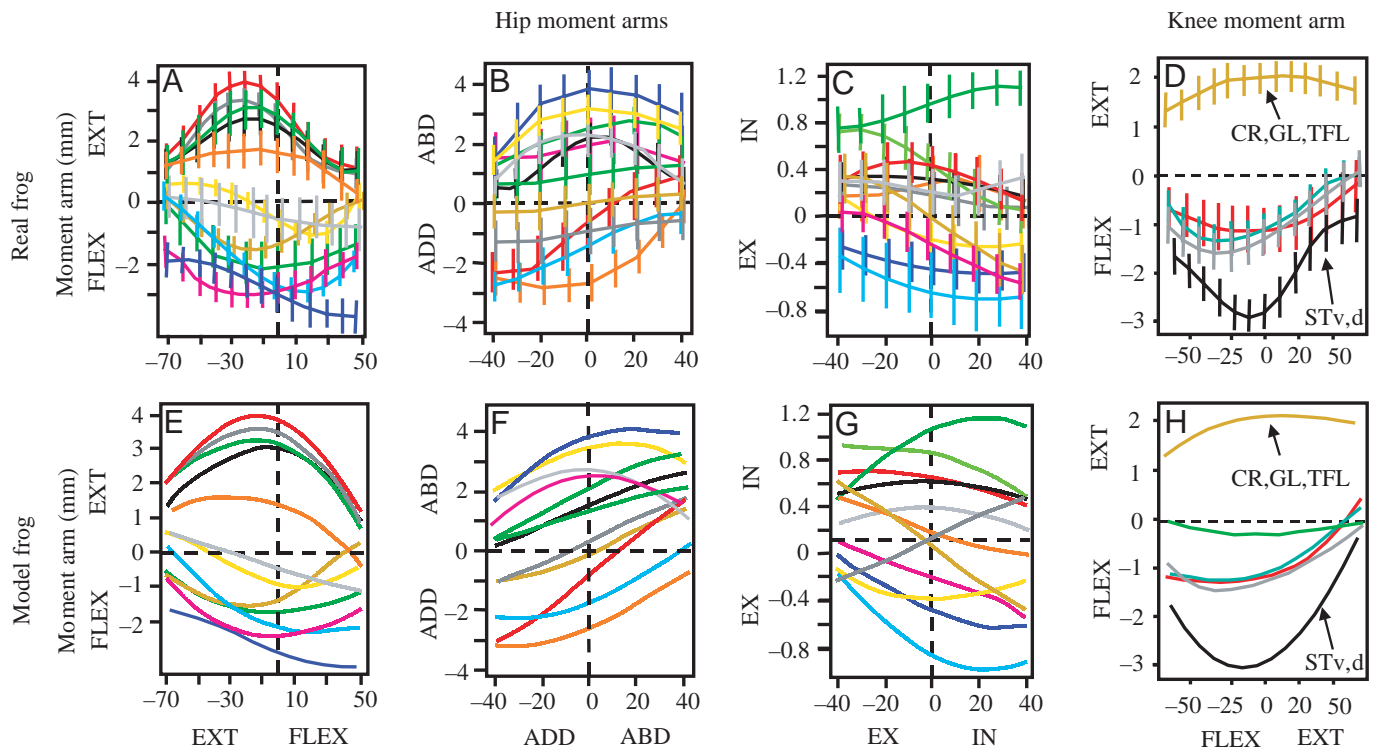 Hip moment arms
Knee moment arm
Real frog
Moment arm (mm)
FLEX EXT
A
4
2
0
–2
–70 –30 10 50
ADD ABD
B
4
2
0
–2
–4
–40 –20 0 20 40
EX IN
C
1.2
0.8
0.4
0
–0.4
–0.8
–40 –20 0 20 40
FLEX EXT
D
2
1
0
–1
–2
–3
CR,GL,TFL
STv,d
–50 –25 0 20 50
Model frog
Moment arm (mm)
FLEX EXT
E
4
3
2
1
0
–1
–2
–70 –30 10 50
EXT FLEX
ADD ABD
F
4
2
0
–2
–4
–40 –20 0 20 40
ADD ABD
EX IN
G
1.2
0.8
0.4
0
–0.4
–0.8
–40 –20 0 20 40
EX IN
FLEX EXT
H
2
1
0
–1
–2
–3
CR,GL,TFL
STv,d
–50 –25 0 20 50
FLEX EXT